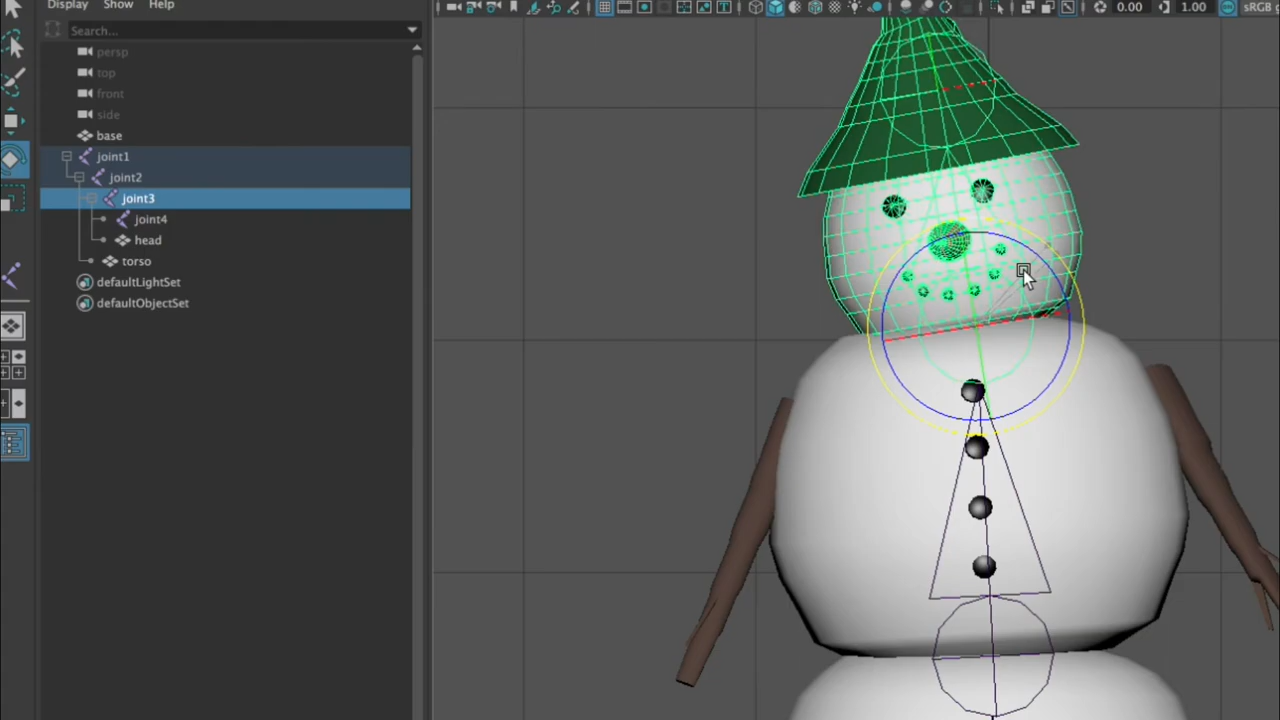 Display Show Help
0.00 1.00 sRGB g
Search...
persp
top
front
side
base
joint1
joint2
joint3
joint4
head
torso
defaultLightSet
defaultObjectSet